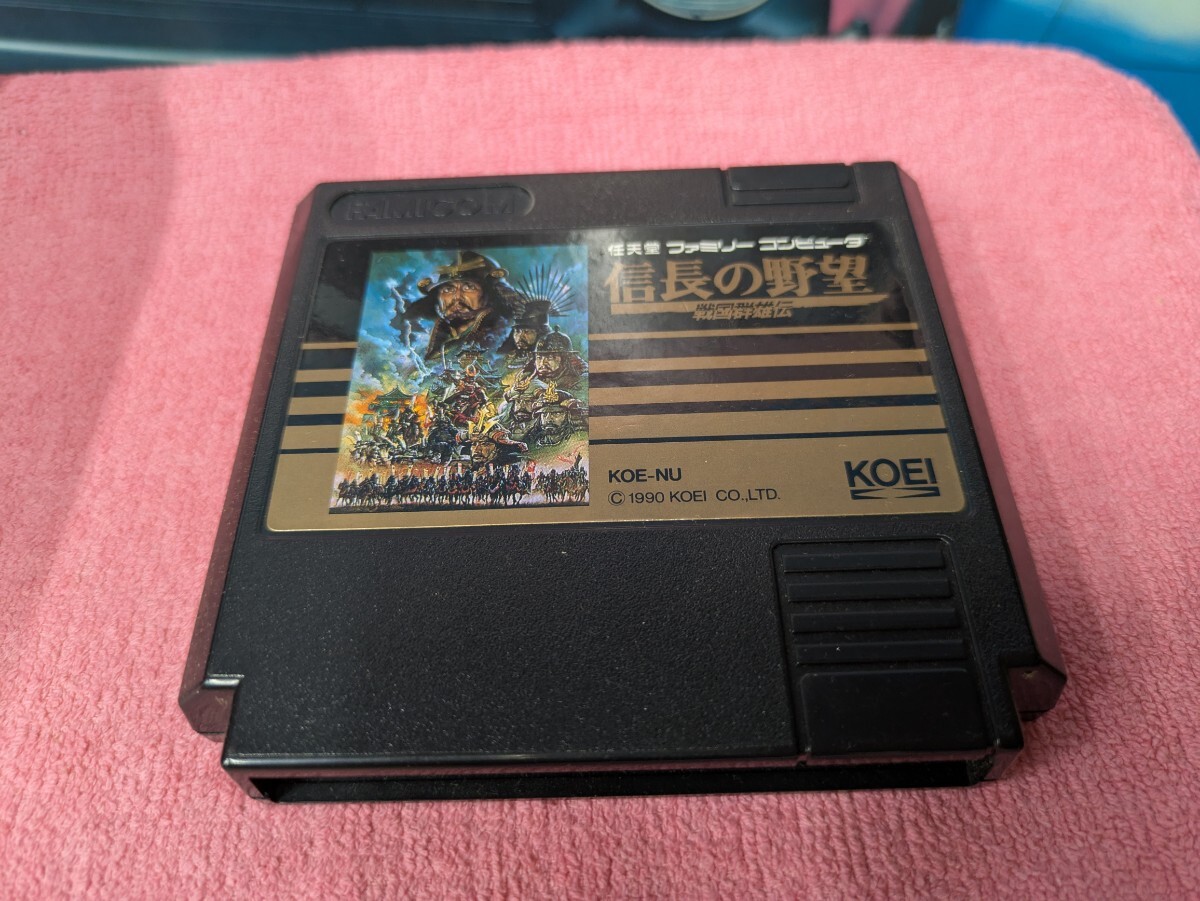 FAMICOM
任天堂 ファミリー コンピュータ
信長の野望
戦国群雄伝
KOE-NU
© 1990 KOEI CO.,LTD.
KOEI